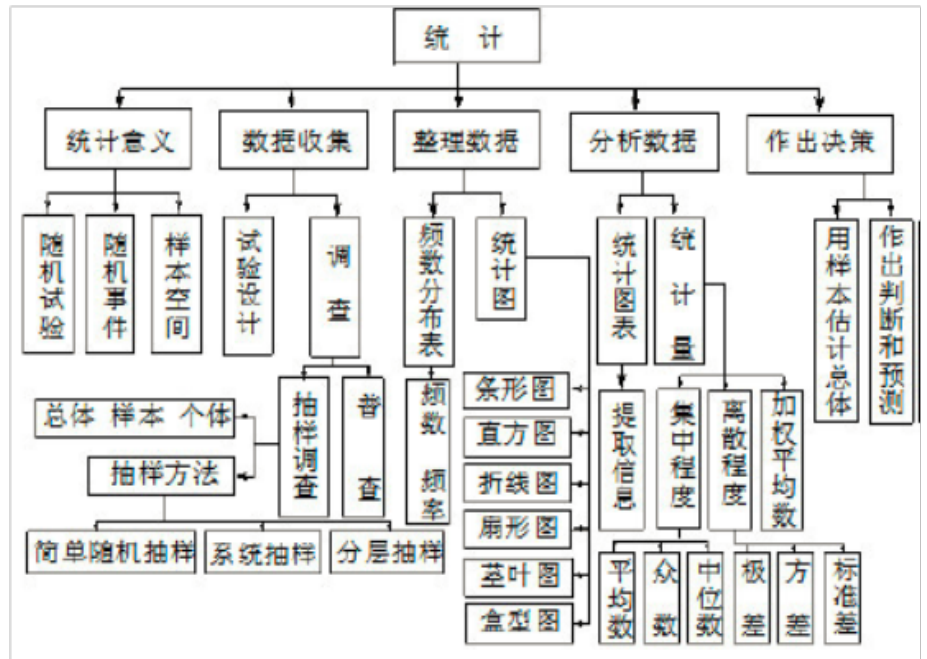 统 计
统计意义
数据收集
整理数据
分析数据
作出决策
随机试验
随机事件
样本空间
试验设计
调 查
频数分布表
统计图
统计图表
统 计 量
用样本估计总体
作出判断和预测
总体 样本 个体
抽样方法
抽样调查
普 查
频数 频率
条形图
直方图
折线图
扇形图
茎叶图
盒型图
提取信息
集中程度
离散程度
加权平均数
简单随机抽样
系统抽样
分层抽样
平均数
众 数
中位数
极 差
方 差
标准差